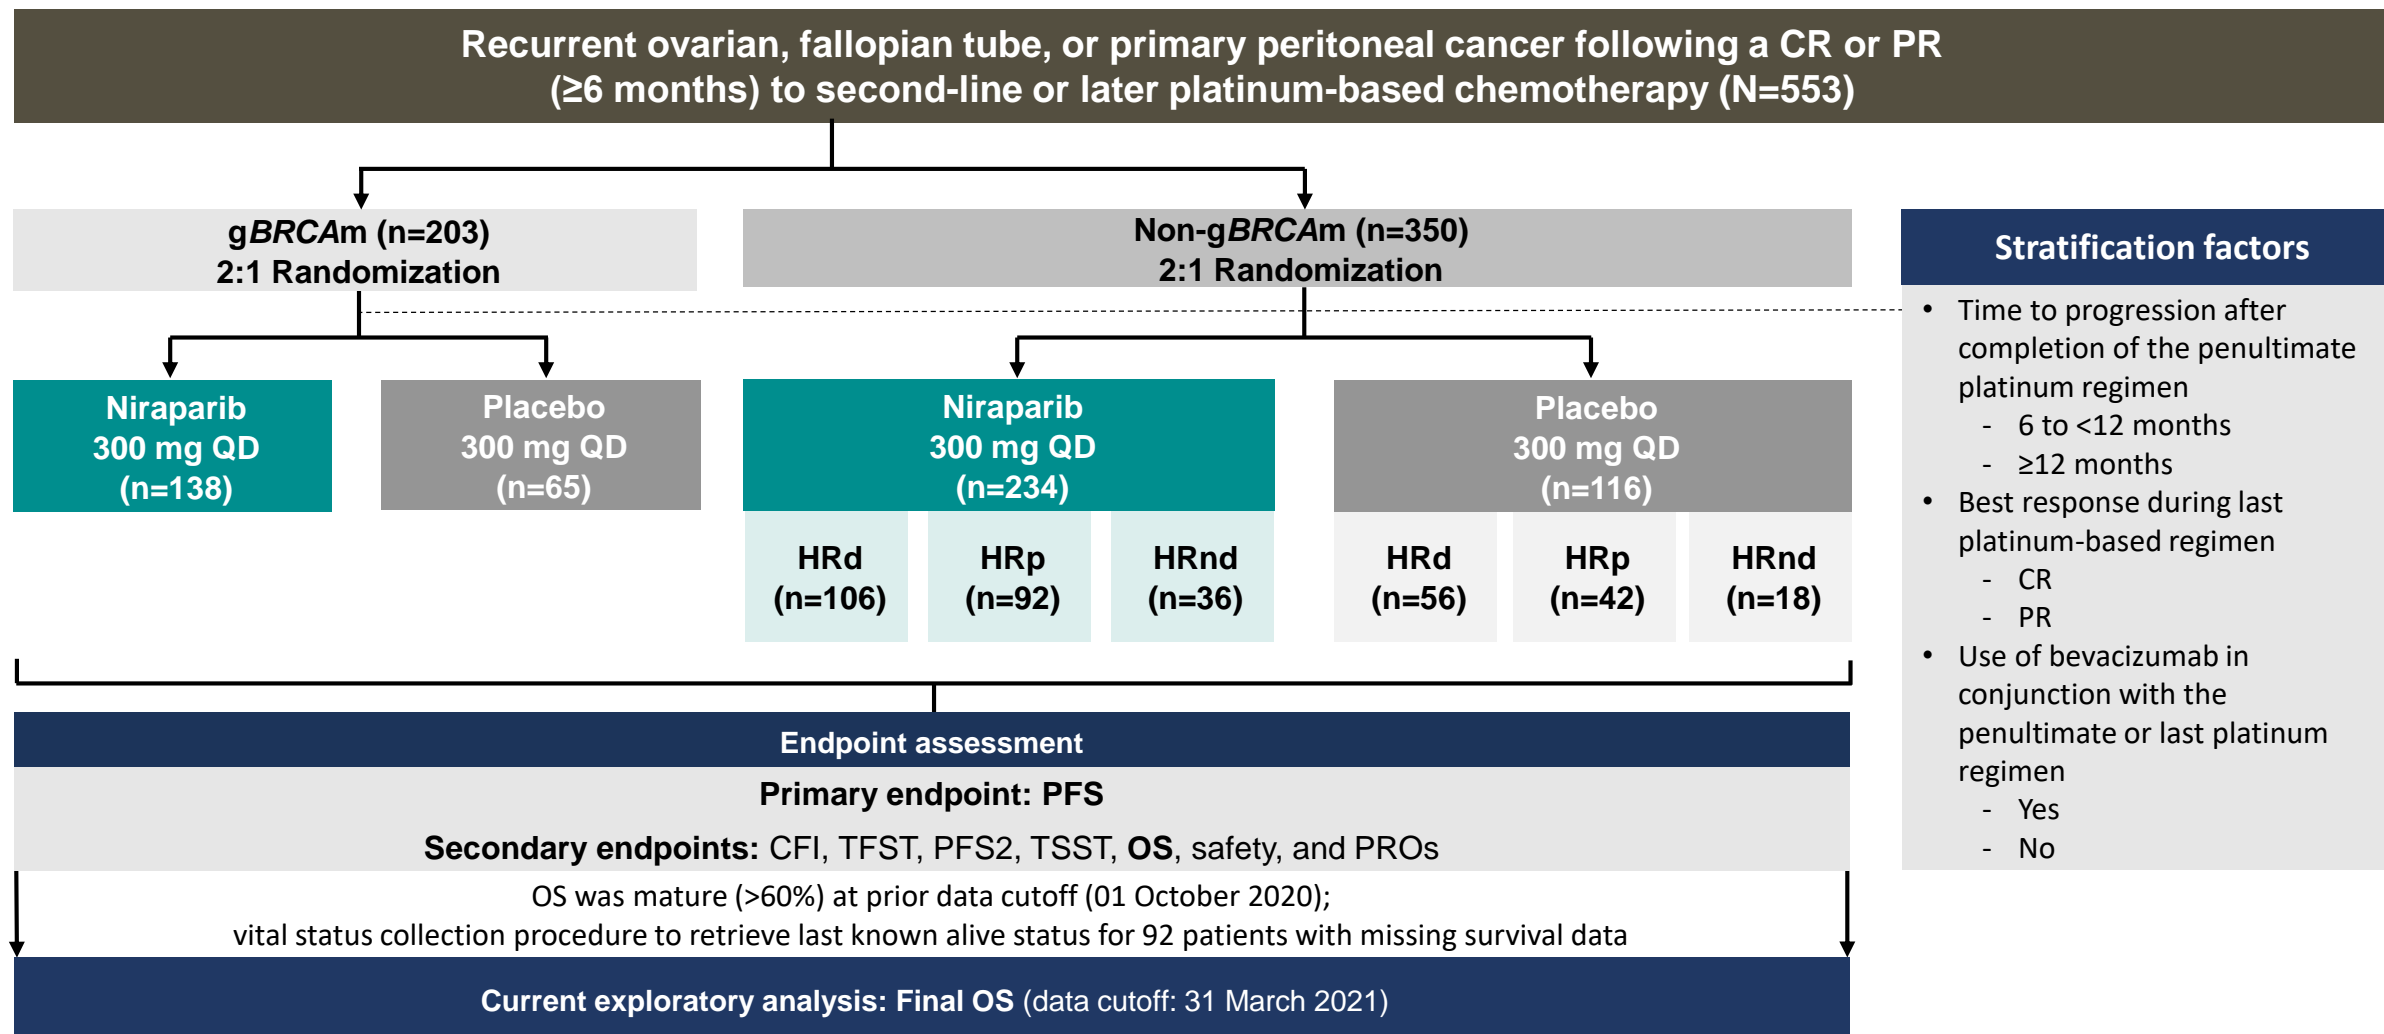 Recurrent ovarian, fallopian tube, or primary peritoneal cancer following a CR or PR
(≥6 months) to second-line or later platinum-based chemotherapy (N=553)
gBRCAm (n=203)
2:1 Randomization
Non-gBRCAm (n=350)
2:1 Randomization
Niraparib
300 mg QD
(n=138)
Placebo
300 mg QD
(n=65)
Niraparib
300 mg QD
(n=234)
Placebo
300 mg QD
(n=116)
HRd
(n=106)
HRp
(n=92)
HRnd
(n=36)
HRd
(n=56)
HRp
(n=42)
HRnd
(n=18)
Stratification factors
• Time to progression after
completion of the penultimate
platinum regimen
- 6 to <12 months
- ≥12 months
• Best response during last
platinum-based regimen
- CR
- PR
• Use of bevacizumab in
conjunction with the
penultimate or last platinum
regimen
- Yes
- No
Endpoint assessment
Primary endpoint: PFS
Secondary endpoints: CFI, TFST, PFS2, TSST, OS, safety, and PROs
OS was mature (>60%) at prior data cutoff (01 October 2020);
vital status collection procedure to retrieve last known alive status for 92 patients with missing survival data
Current exploratory analysis: Final OS (data cutoff: 31 March 2021)